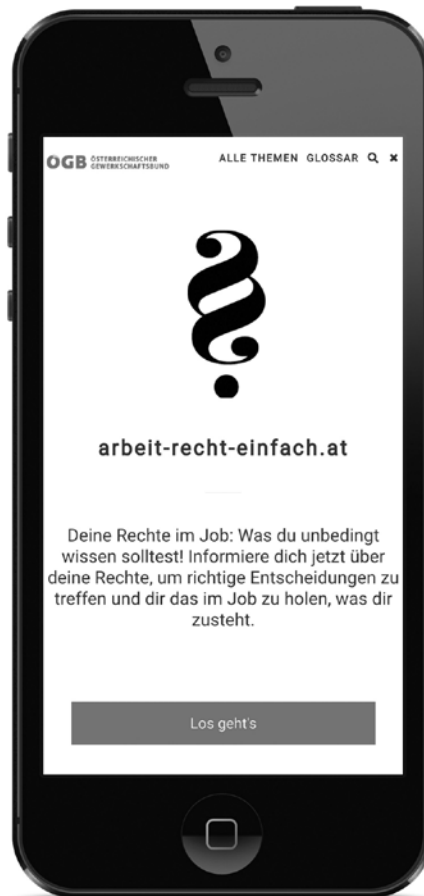 ÖGB ÖSTERREICHISCHER
GEWERKSCHAFTSBUND
ALLE THEMEN GLOSSAR
arbeit-recht-einfach.at
Deine Rechte im Job: Was du unbedingt
wissen solltest! Informiere dich jetzt über
deine Rechte, um richtige Entscheidungen zu
treffen und dir das im Job zu holen, was dir
zusteht.
Los geht's